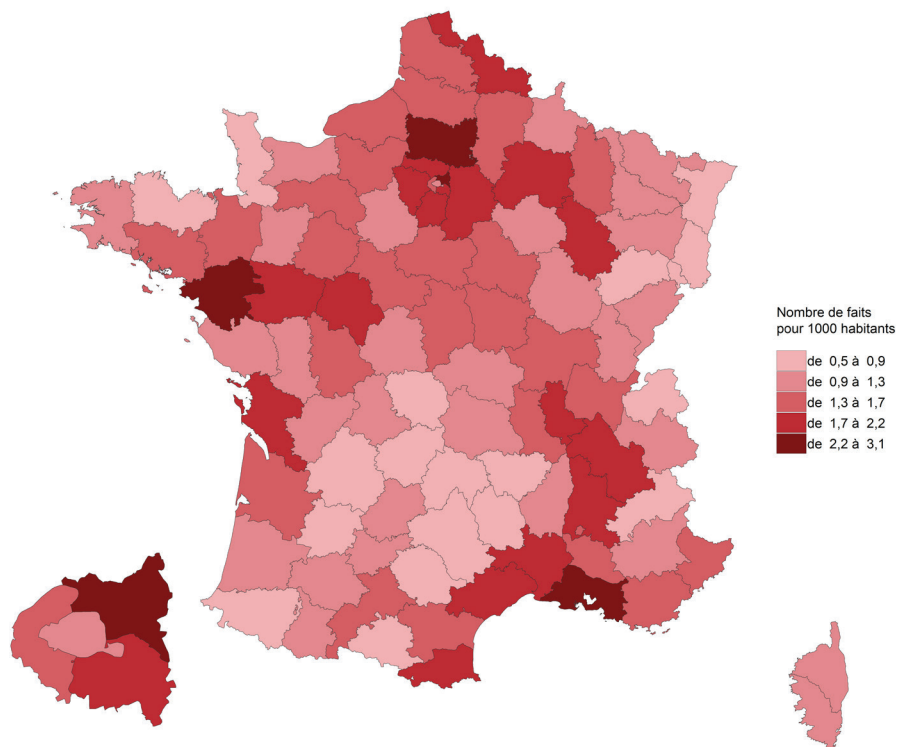 Nombre de faits
pour 1000 habitants
de 0,5 à 0,9
de 0,9 à 1,3
de 1,3 à 1,7
de 1,7 à 2,2
de 2,2 à 3,1